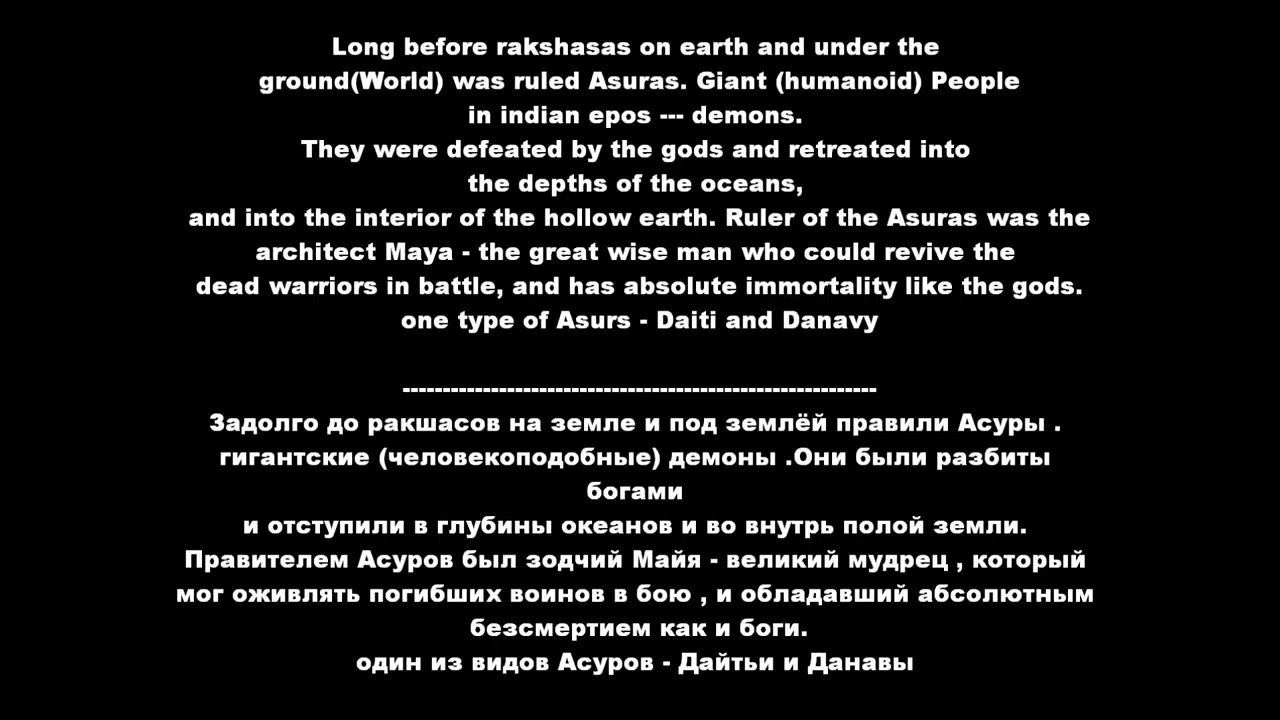 Long before rakshasas on earth and under the
ground(World) was ruled Asuras. Giant (humanoid) People
in indian epos --- demons.
They were defeated by the gods and retreated into
the depths of the oceans,
and into the interior of the hollow earth. Ruler of the Asuras was the
architect Maya - the great wise man who could revive the
dead warriors in battle, and has absolute immortality like the gods.
one type of Asurs - Daiti and Danavy
-----------------------------------------------------------
Задолго до ракшасов на земле и под землёй правили Асуры .
гигантские (человекоподобные) демоны .Они были разбиты
богами
и отступили в глубины океанов и во внутрь полой земли.
Правителем Асуров был зодчий Майя - великий мудрец , который
мог оживлять погибших воинов в бою , и обладавший абсолютным
безсмертием как и боги.
один из видов Асуров - Дайтьи и Данавы